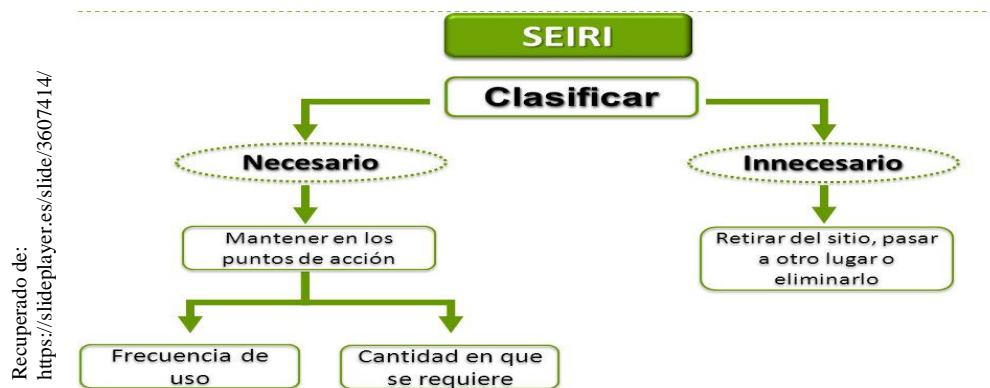 SEIRI
Clasificar
Necesario
Innecesario
Mantener en los
puntos de acción
Retirar del sitio, pasar
a otro lugar o
eliminarlo
Frecuencia de
uso
Cantidad en que
se requiere
Recuperado de:
https://slideplayer.es/slide/3607414/